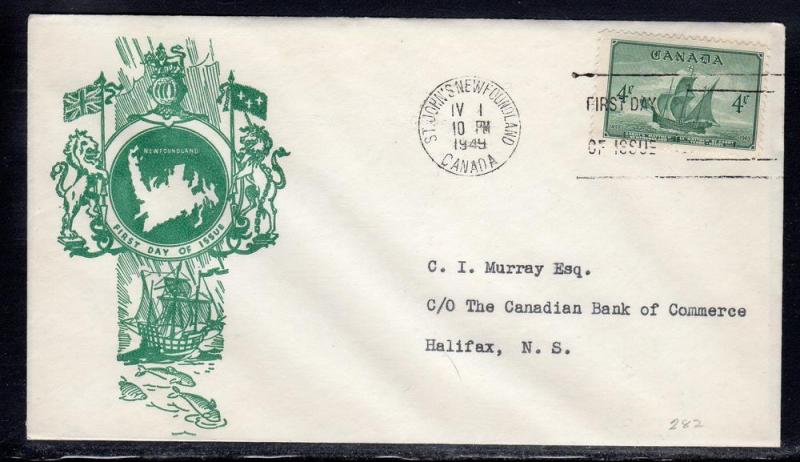 NEWFOUNDLAND
FIRST DAY OF ISSUE
ST. JOHN'S NEWFOUNDLAND
IV 1
10 PM
1949
CANADA
FIRST DAY
OF ISSUE
CANADA
4¢ 4¢
C. I. Murray Esq.
C/O The Canadian Bank of Commerce
Halifax, N. S.
282